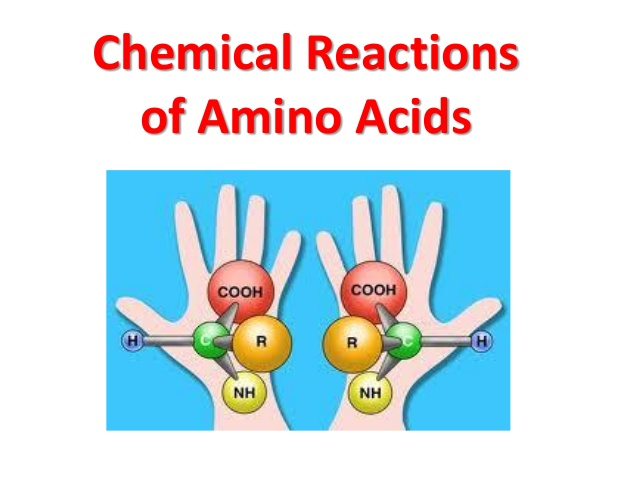 Chemical Reactions
of Amino Acids
COOH COOH
H C R R C H
NH NH